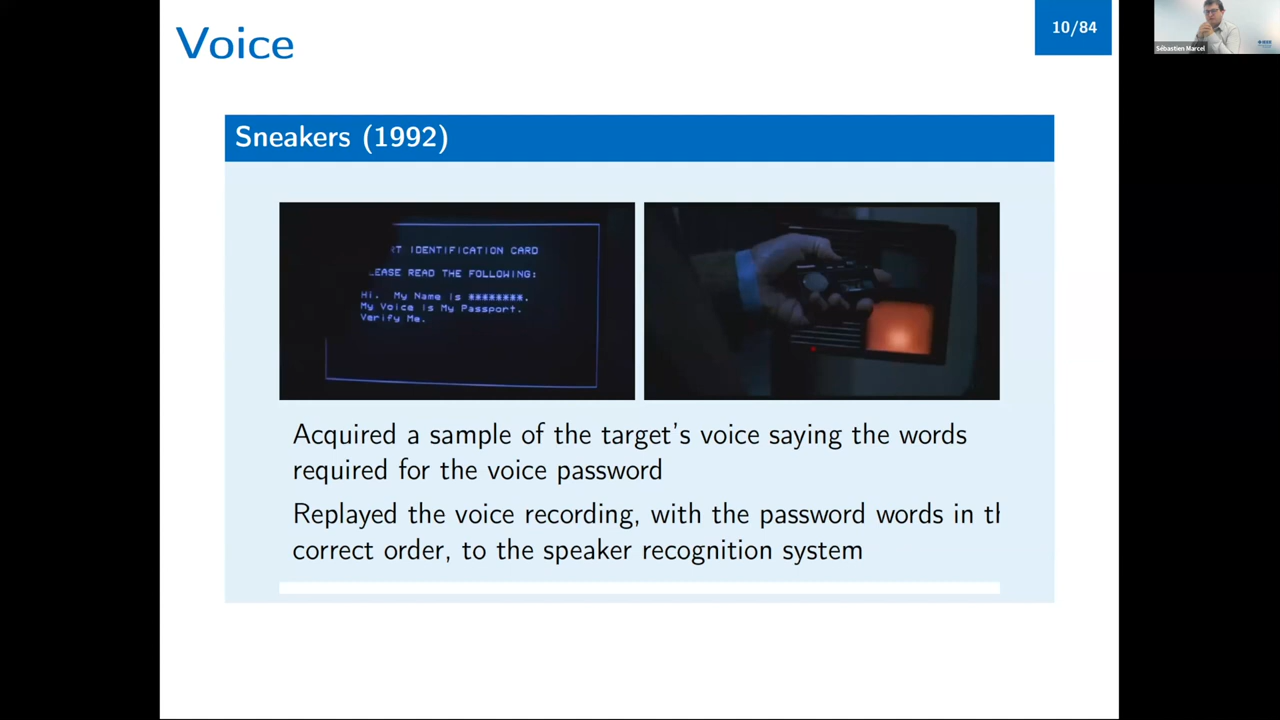 Voice
10/84
Sébastien Marcel
IEEE
Sneakers (1992)
RT IDENTIFICATION CARD
LEASE READ THE FOLLOWING:
Hi. My Name is ********.
My Voice is My Passport.
Verify Me.
Acquired a sample of the target's voice saying the words
required for the voice password
Replayed the voice recording, with the password words in th
correct order, to the speaker recognition system